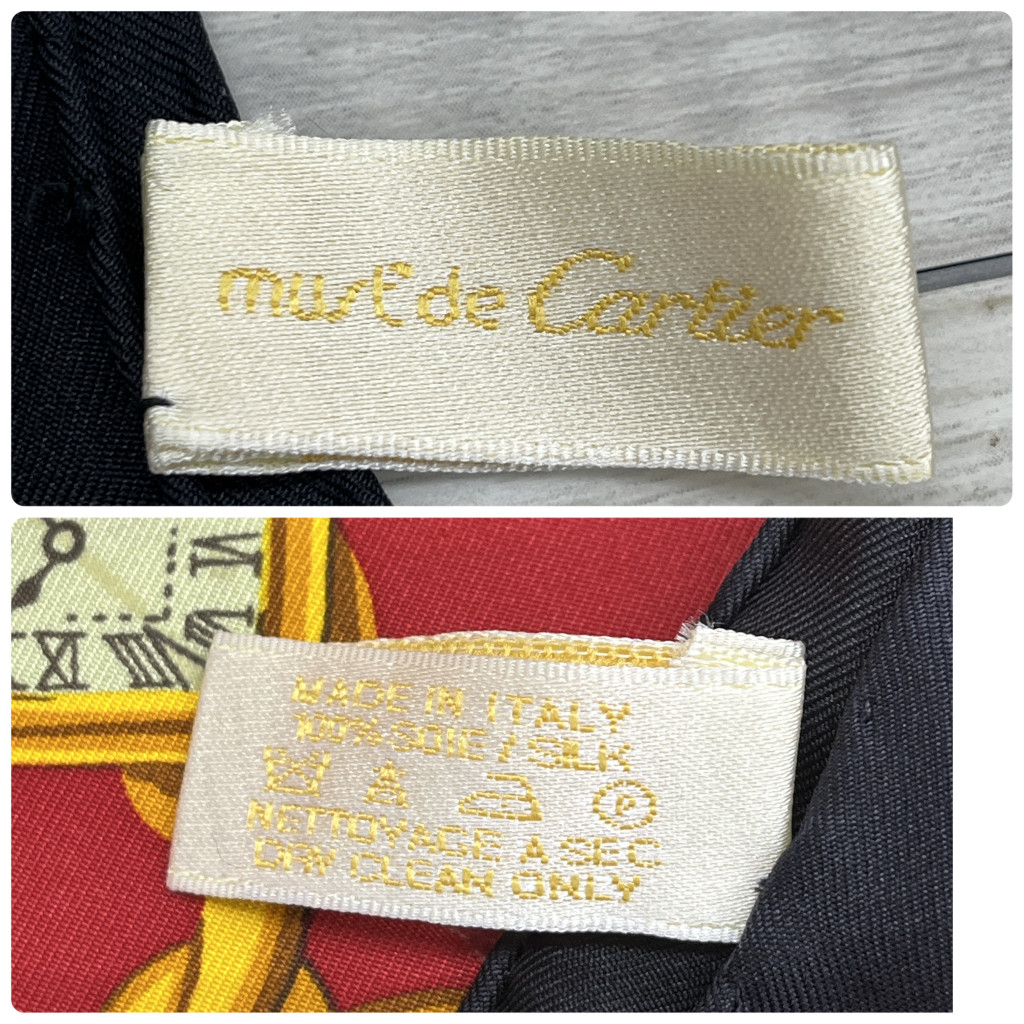 must de Cartier
MADE IN ITALY
100% SOIE / SILK
P
NETTOYAGE A SEC
DRY CLEAN ONLY